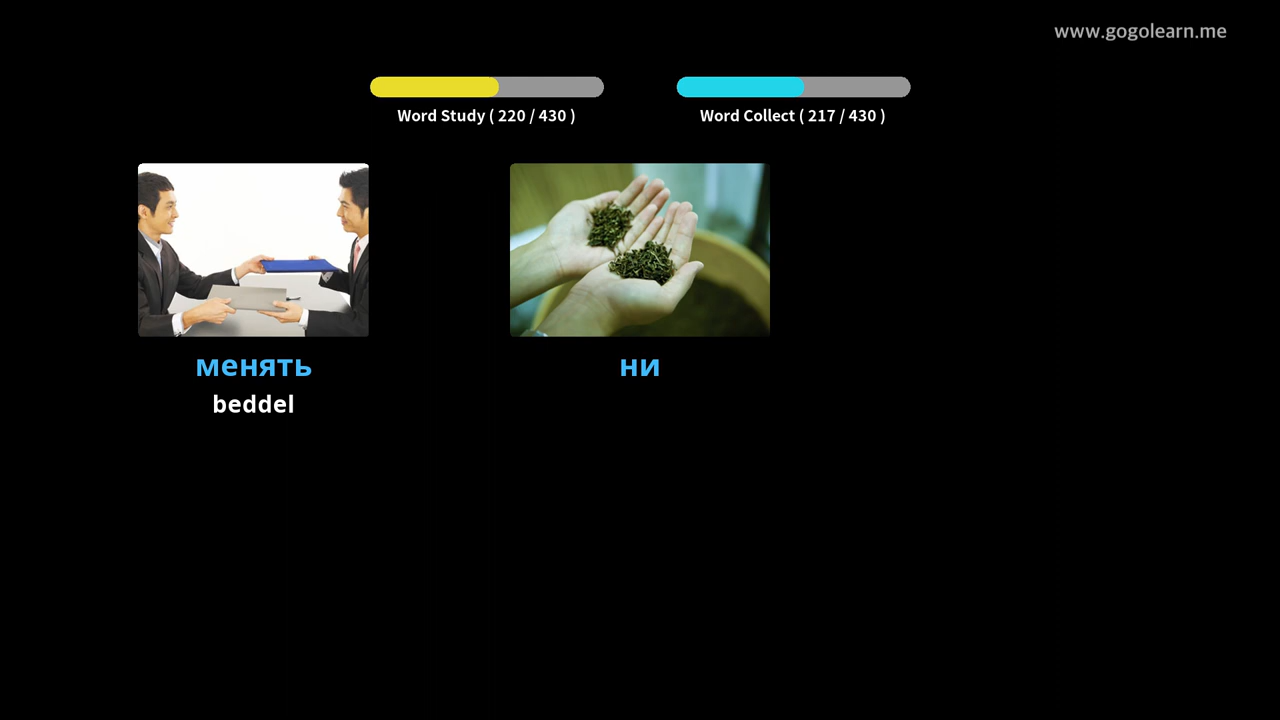 www.gogolearn.me
Word Study ( 220 / 430 )
Word Collect ( 217 / 430 )
менять
beddel
ни